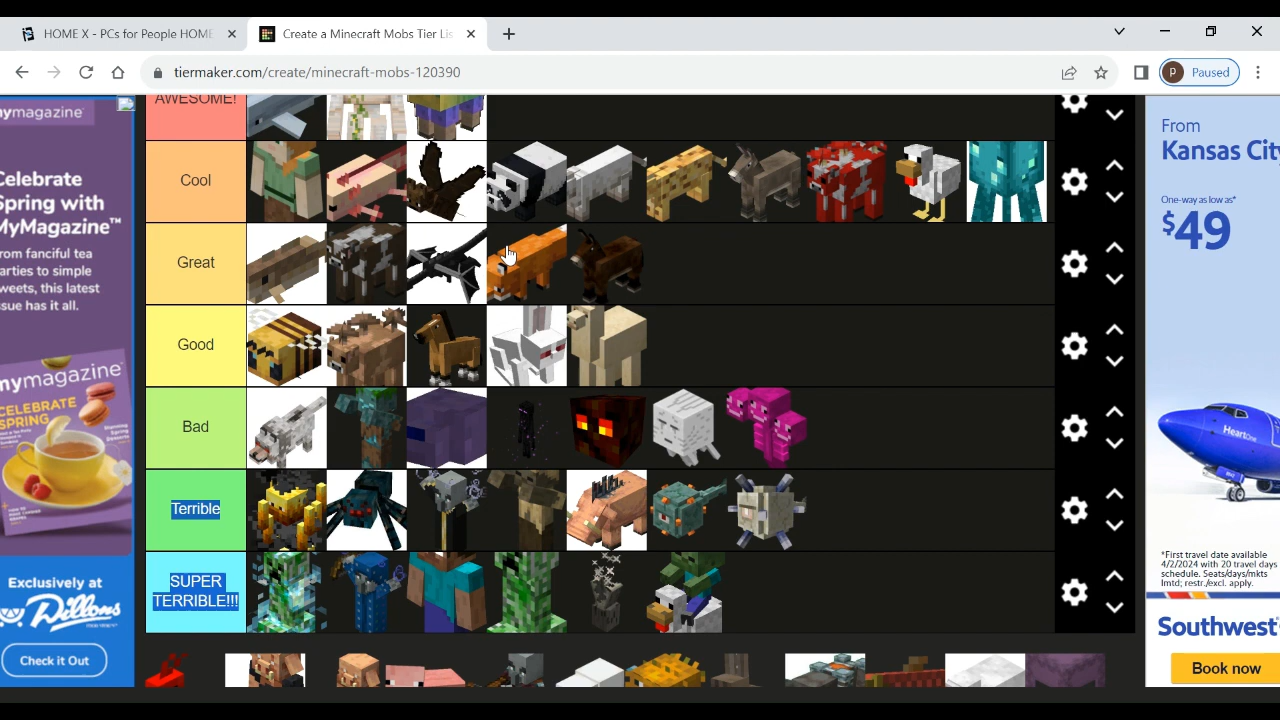 HOME X - PCs for People HOME
Create a Minecraft Mobs Tier Lis
tiermaker.com/create/minecraft-mobs-120390
P
Paused
mymagazine
Celebrate
Spring with
MyMagazine™
From fanciful tea
parties to simple
sweets, this latest
issue has it all.
mymagazine
CELEBRATE
SPRING
Exclusively at
Dillons
Check it Out
AWESOME!
Cool
Great
Good
Bad
Terrible
SUPER
TERRIBLE!!!
From
Kansas City
One-way as low as*
$49
HeartOne
*First travel date available
4/2/2024 with 20 travel days
schedule. Seats/days/mkts
lmtd; restr./excl. apply.
Southwest
Book now